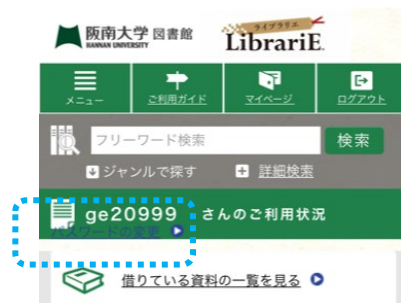 阪南大学 図書館
HANNAN UNIVERSITY
ライブラリエ
LibrariE
メニュー
ご利用ガイド
マイページ
ログアウト
フリーワード検索
検索
ジャンルで探す
詳細検索
ge20999 さんのご利用状況
パスワードの変更
借りている資料の一覧を見る